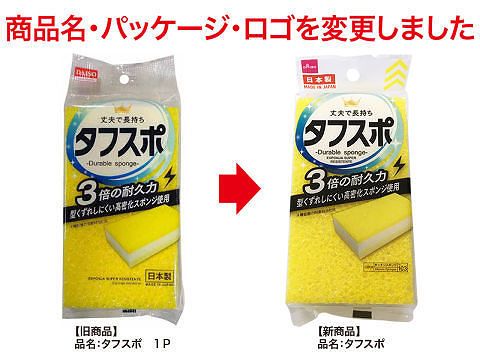 商品名・パッケージ・ロゴを変更しました
DAISO
丈夫で長持ち
タフスポ
-Durable sponge-
3倍の耐久力
型くずれしにくい高密化スポンジ使用
ESPONJA SUPER RESISTENTE
日本製
MADE IN JAPAN
【旧商品】
品名:タフスポ 1P
DAISO
日本製
MADE IN JAPAN
丈夫で長持ち
タフスポ
-Durable sponge-
ESPONJA SUPER
RESISTENTE
3倍の耐久力
型くずれしにくい高密化スポンジ使用
【新商品】
品名:タフスポ